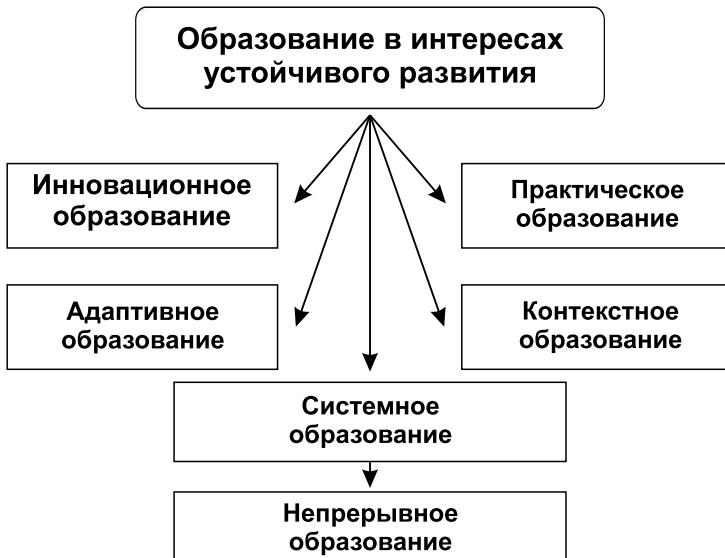 Образование в интересах
устойчивого развития
Инновационное
образование
Практическое
образование
Адаптивное
образование
Контекстное
образование
Системное
образование
Непрерывное
образование